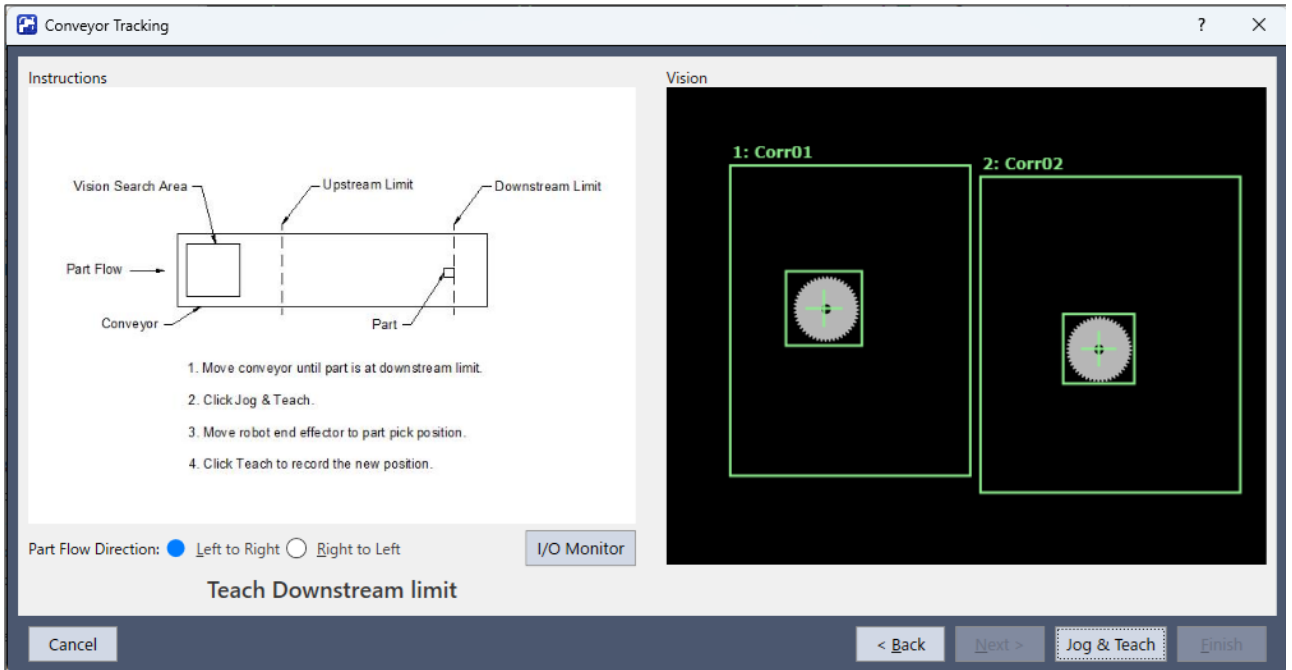 Conveyor Tracking
?
Instructions
Vision
Vision Search Area
Upstream Limit
Downstream Limit
Part Flow
Conveyor
Part
1. Move conveyor until part is at downstream limit.
2. Click Jog & Teach.
3. Move robot end effector to part pick position.
4. Click Teach to record the new position.
1: Corr01
2: Corr02
Part Flow Direction: Left to Right Right to Left
I/O Monitor
Teach Downstream limit
Cancel
< Back
Next >
Jog & Teach
Finish